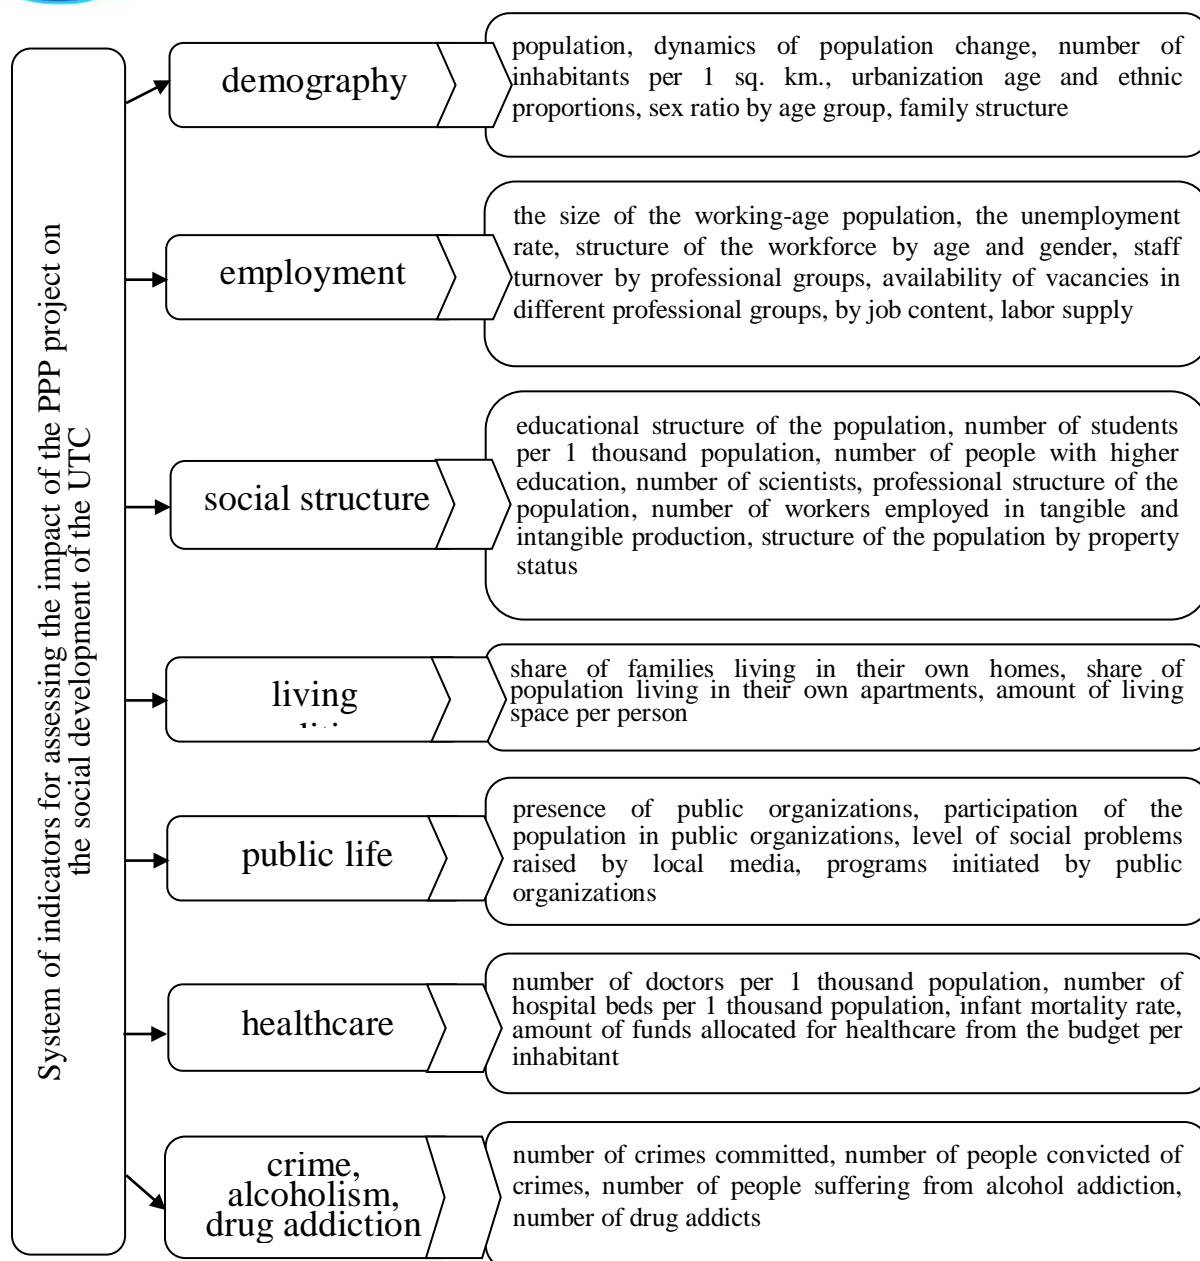 System of indicators for assessing the impact of the PPP project on
the social development of the UTC
demography
population, dynamics of population change, number of
inhabitants per 1 sq. km., urbanization age and ethnic
proportions, sex ratio by age group, family structure
employment
the size of the working-age population, the unemployment
rate, structure of the workforce by age and gender, staff
turnover by professional groups, availability of vacancies in
different professional groups, by job content, labor supply
social structure
educational structure of the population, number of students
per 1 thousand population, number of people with higher
education, number of scientists, professional structure of the
population, number of workers employed in tangible and
intangible production, structure of the population by property
status
living
share of families living in their own homes, share of
population living in their own apartments, amount of living
space per person
public life
presence of public organizations, participation of the
population in public organizations, level of social problems
raised by local media, programs initiated by public
organizations
healthcare
number of doctors per 1 thousand population, number of
hospital beds per 1 thousand population, infant mortality rate,
amount of funds allocated for healthcare from the budget per
inhabitant
crime,
alcoholism,
drug addiction
number of crimes committed, number of people convicted of
crimes, number of people suffering from alcohol addiction,
number of drug addicts